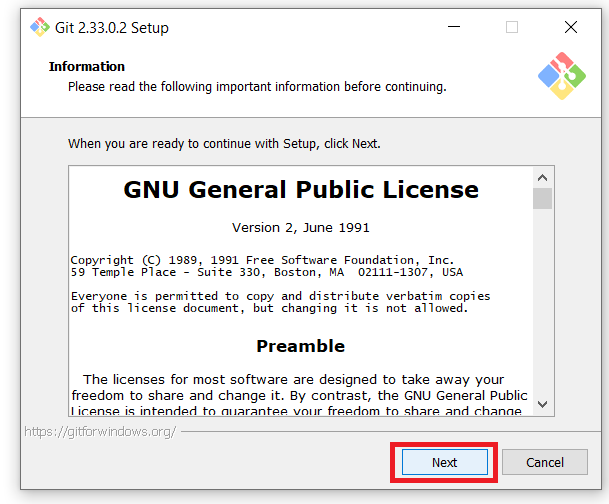 Git 2.33.0.2 Setup
Information
Please read the following important information before continuing.
When you are ready to continue with Setup, click Next.
GNU General Public License
Version 2, June 1991
Copyright (C) 1989, 1991 Free Software Foundation, Inc.
59 Temple Place - Suite 330, Boston, MA  02111-1307, USA
Everyone is permitted to copy and distribute verbatim copies
of this license document, but changing it is not allowed.
Preamble
The licenses for most software are designed to take away your
freedom to share and change it. By contrast, the GNU General Public
License is intended to guarantee your freedom to share and change
https://gitforwindows.org/
Next
Cancel